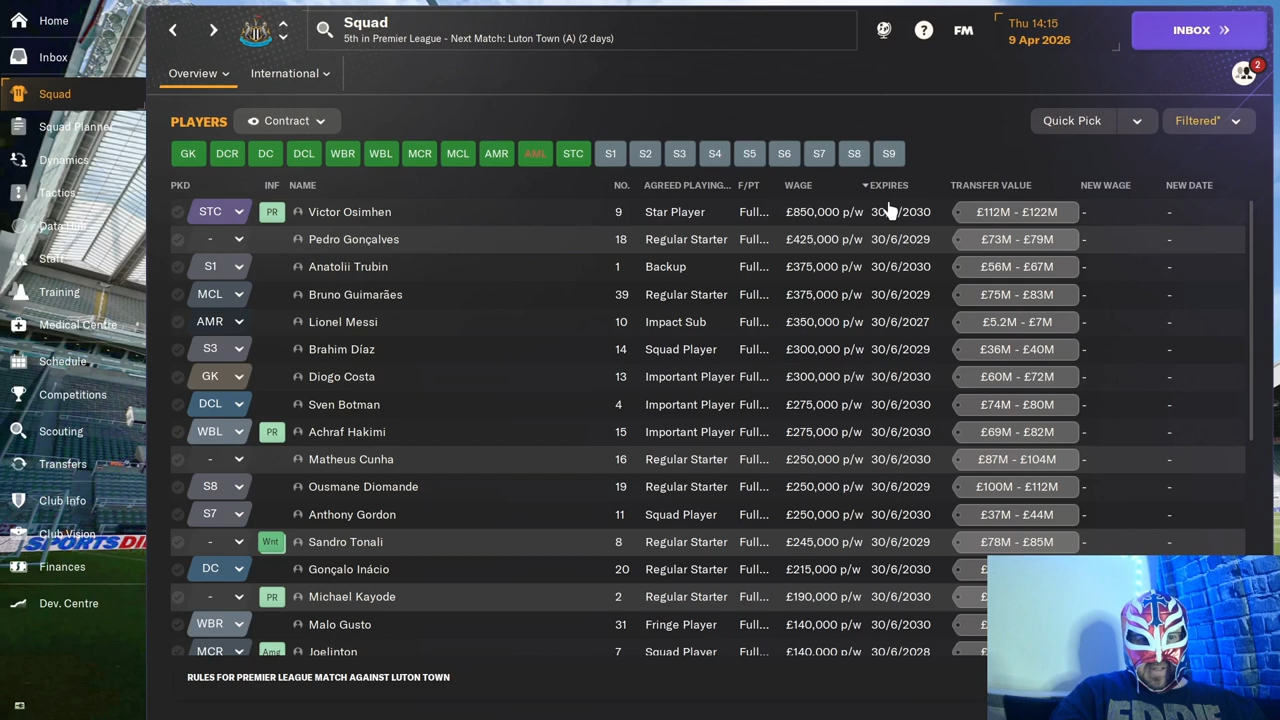 Home
Inbox
Squad
Squad Planner
Dynamics
Tactics
Data Hub
Staff
Training
Medical Centre
Schedule
Competitions
Scouting
Transfers
Club Info
Club Vision
Finances
Dev. Centre
SPORTS DI
Squad
5th in Premier League - Next Match: Luton Town (A) (2 days)
? FM
Thu 14:15
9 Apr 2026
INBOX
Overview International
2
PLAYERS Contract Quick Pick Filtered*
GK DCR DC DCL WBR WBL MCR MCL AMR AML STC S1 S2 S3 S4 S5 S6 S7 S8 S9
PKD INF NAME NO. AGREED PLAYING... F/PT WAGE EXPIRES TRANSFER VALUE NEW WAGE NEW DATE
STC PR Victor Osimhen 9 Star Player Full... £850,000 p/w 30/6/2030 £112M - £122M - -
- Pedro Gonçalves 18 Regular Starter Full... £425,000 p/w 30/6/2029 £73M - £79M - -
S1 Anatolii Trubin 1 Backup Full... £375,000 p/w 30/6/2029 £56M - £67M - -
MCL Bruno Guimarães 39 Regular Starter Full... £375,000 p/w 30/6/2029 £75M - £83M - -
AMR Lionel Messi 10 Impact Sub Full... £350,000 p/w 30/6/2027 £5.2M - £7M - -
S3 Brahim Díaz 14 Squad Player Full... £300,000 p/w 30/6/2029 £36M - £40M - -
GK Diogo Costa 13 Important Player Full... £300,000 p/w 30/6/2029 £60M - £72M - -
DCL Sven Botman 4 Important Player Full... £275,000 p/w 30/6/2030 £74M - £80M - -
WBL PR Achraf Hakimi 15 Important Player Full... £275,000 p/w 30/6/2030 £69M - £82M - -
- Matheus Cunha 16 Regular Starter Full... £250,000 p/w 30/6/2030 £87M - £104M - -
S8 Ousmane Diomande 19 Regular Starter Full... £250,000 p/w 30/6/2030 £100M - £112M - -
S7 Anthony Gordon 11 Squad Player Full... £250,000 p/w 30/6/2030 £37M - £44M - -
- Wnt Sandro Tonali 8 Regular Starter Full... £245,000 p/w 30/6/2029 £78M - £85M - -
DC Gonçalo Inácio 20 Regular Starter Full... £215,000 p/w 30/6/2030 £
- PR Michael Kayode 2 Regular Starter Full... £190,000 p/w 30/6/2030 £
WBR Malo Gusto 31 Fringe Player Full... £140,000 p/w 30/6/2030 £
MCR Amg Joelinton 7 Squad Player Full... £140,000 p/w 30/6/2028 £
RULES FOR PREMIER LEAGUE MATCH AGAINST LUTON TOWN
EDDIE